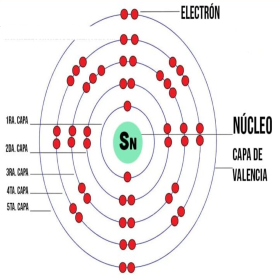 ELECTRÓN
1RA. CAPA
SN
NÚCLEO
2DA. CAPA
CAPA DE
VALENCIA
3RA. CAPA
4TA. CAPA
5TA. CAPA